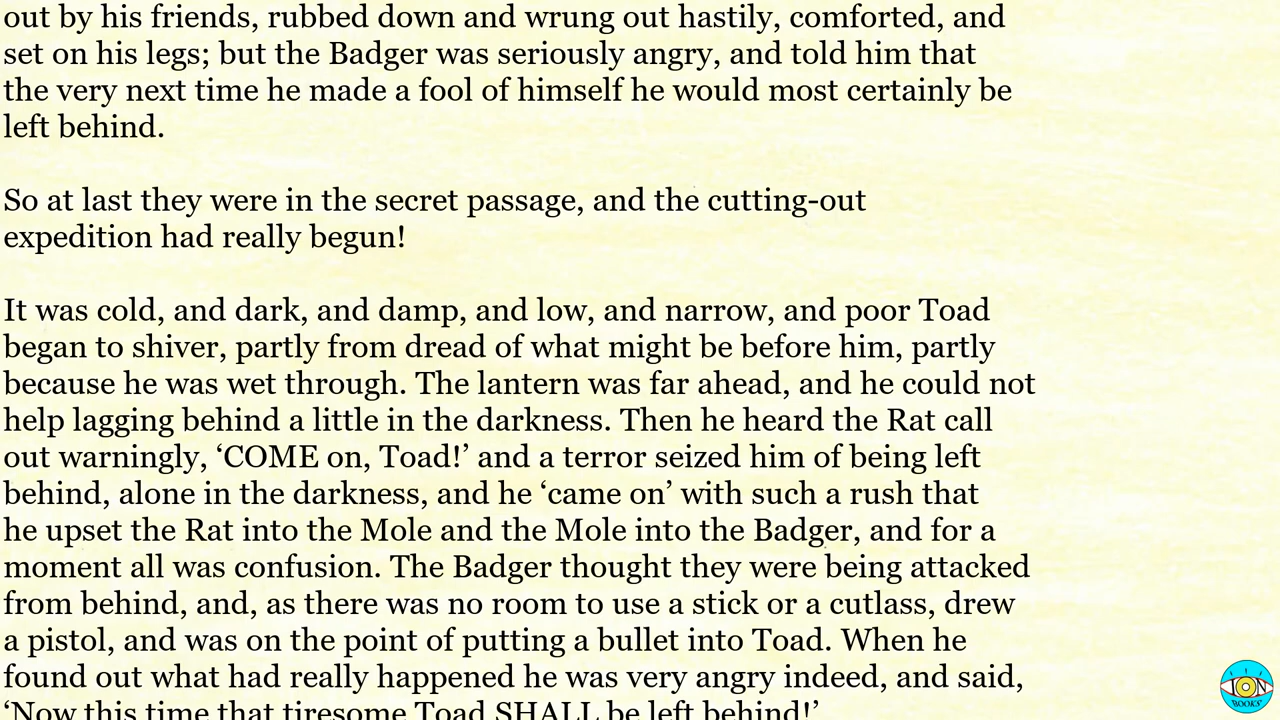 out by his friends, rubbed down and wrung out hastily, comforted, and
set on his legs; but the Badger was seriously angry, and told him that
the very next time he made a fool of himself he would most certainly be
left behind.
So at last they were in the secret passage, and the cutting-out
expedition had really begun!
It was cold, and dark, and damp, and low, and narrow, and poor Toad
began to shiver, partly from dread of what might be before him, partly
because he was wet through. The lantern was far ahead, and he could not
help lagging behind a little in the darkness. Then he heard the Rat call
out warningly, ‘COME on, Toad!’ and a terror seized him of being left
behind, alone in the darkness, and he ‘came on’ with such a rush that
he upset the Rat into the Mole and the Mole into the Badger, and for a
moment all was confusion. The Badger thought they were being attacked
from behind, and, as there was no room to use a stick or a cutlass, drew
a pistol, and was on the point of putting a bullet into Toad. When he
found out what had really happened he was very angry indeed, and said,
‘Now this time that tiresome Toad SHALL be left behind!’
ION
BOOKS